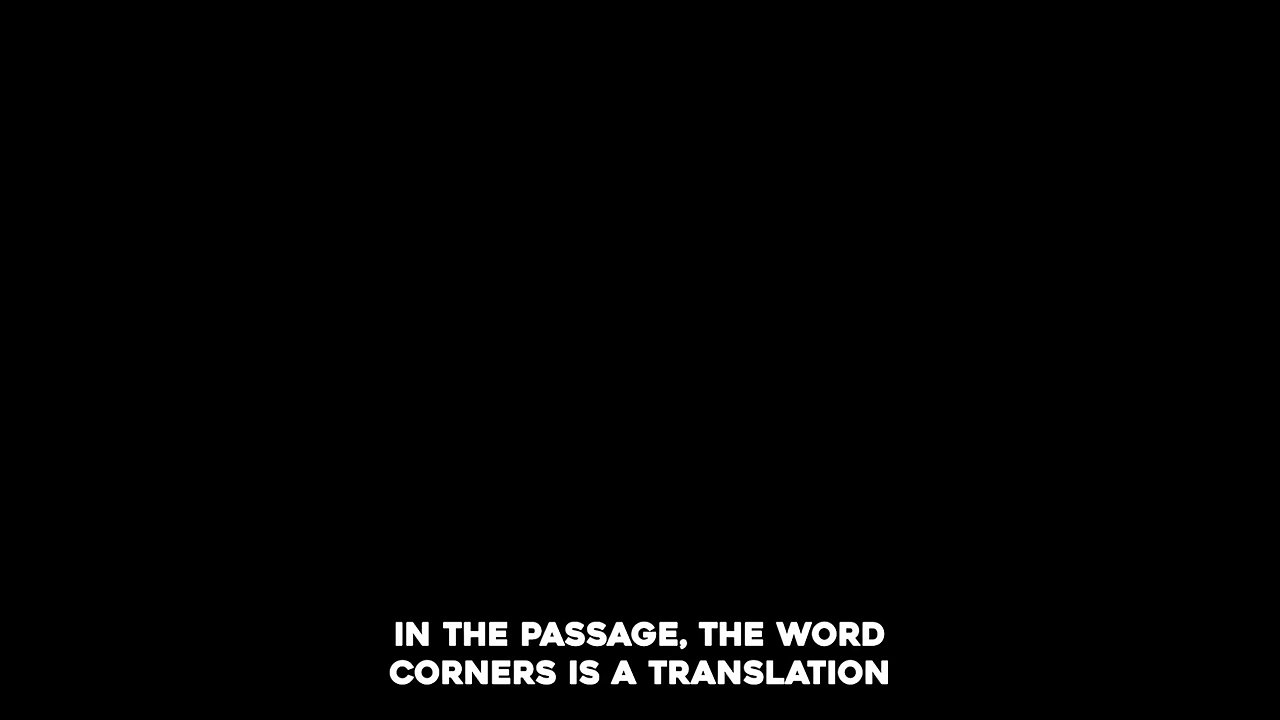 IN THE PASSAGE, THE WORD
CORNERS IS A TRANSLATION